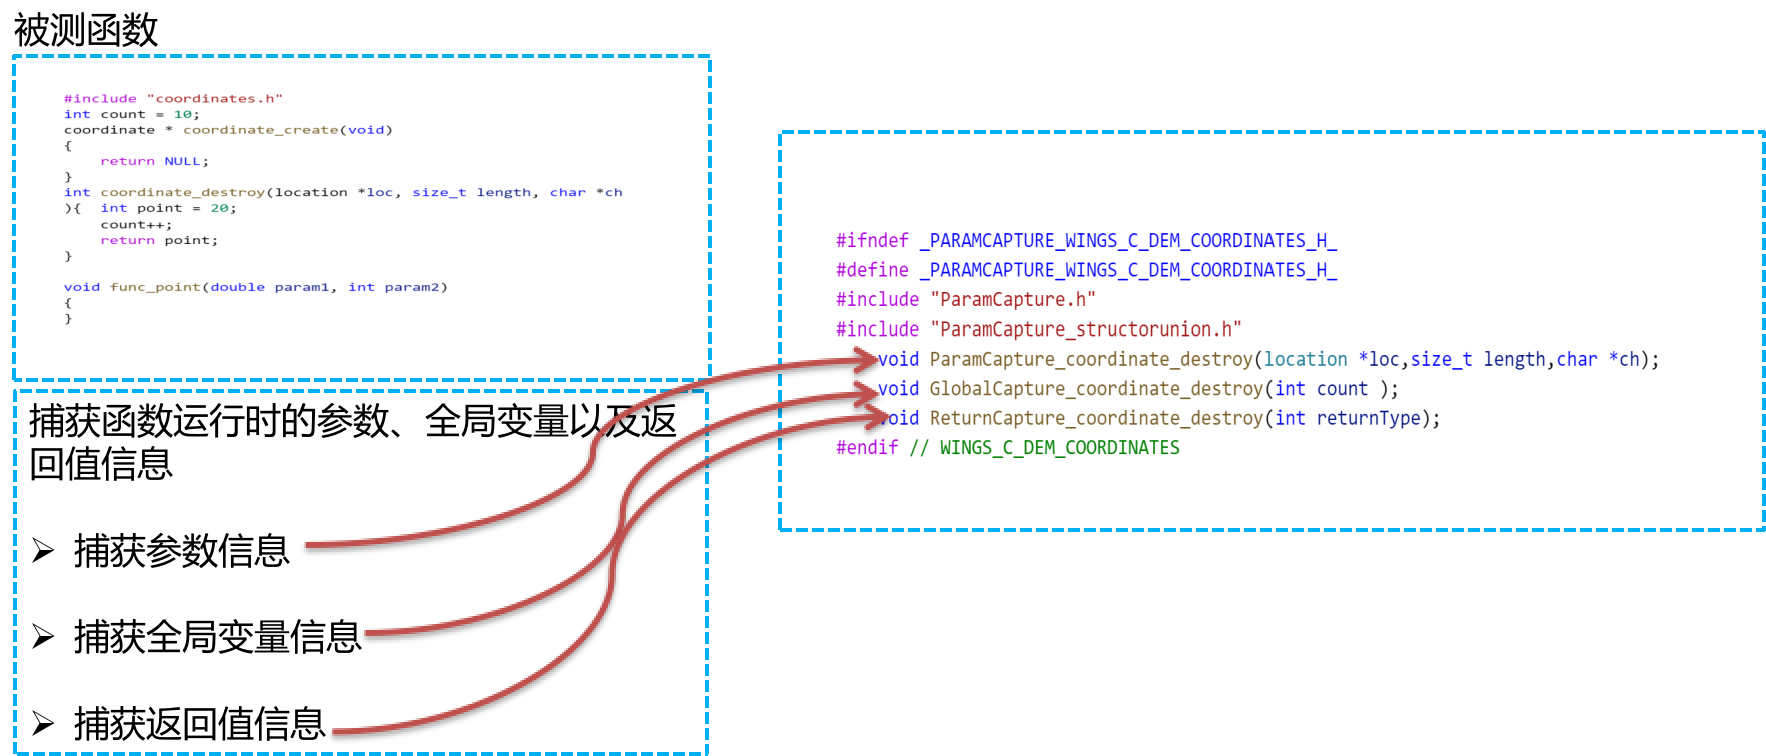 被测函数
#include "coordinates.h"
int count = 10;
coordinate * coordinate_create(void)
{
    return NULL;
}
int coordinate_destroy(location *loc, size_t length, char *ch
){  int point = 20;
    count++;
    return point;
}
void func_point(double param1, int param2)
{
}
捕获函数运行时的参数、全局变量以及返
回值信息
➢ 捕获参数信息
➢ 捕获全局变量信息
➢ 捕获返回值信息
#ifndef _PARAMCAPTURE_WINGS_C_DEM_COORDINATES_H_
#define _PARAMCAPTURE_WINGS_C_DEM_COORDINATES_H_
#include "ParamCapture.h"
#include "ParamCapture_structorunion.h"
    void ParamCapture_coordinate_destroy(location *loc,size_t length,char *ch);
    void GlobalCapture_coordinate_destroy(int count );
    void ReturnCapture_coordinate_destroy(int returnType);
#endif // WINGS_C_DEM_COORDINATES